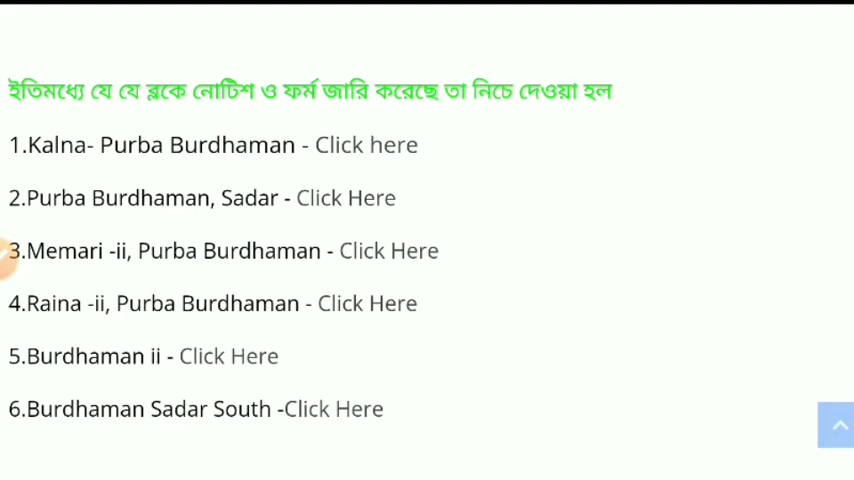 ইতিমধ্যে যে যে ব্লকে নোটিশ ও ফর্ম জারি করেছে তা নিচে দেওয়া হল
1.Kalna- Purba Burdhaman - Click here
2.Purba Burdhaman, Sadar - Click Here
3.Memari -ii, Purba Burdhaman - Click Here
4.Raina -ii, Purba Burdhaman - Click Here
5.Burdhaman ii - Click Here
6.Burdhaman Sadar South -Click Here